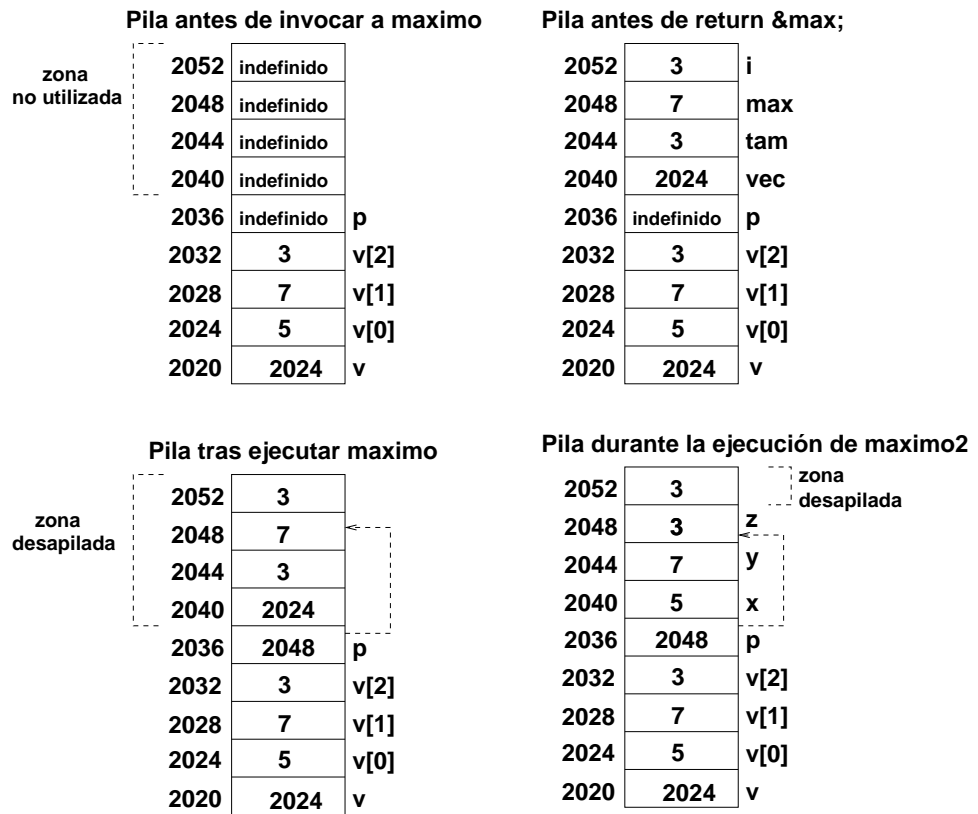 Pila antes de invocar a maximo
zona
no utilizada
2052 indefinido
2048 indefinido
2044 indefinido
2040 indefinido
2036 indefinido p
2032 3 v[2]
2028 7 v[1]
2024 5 v[0]
2020 2024 v
Pila antes de return &max;
2052 3 i
2048 7 max
2044 3 tam
2040 2024 vec
2036 indefinido p
2032 3 v[2]
2028 7 v[1]
2024 5 v[0]
2020 2024 v
Pila tras ejecutar maximo
zona
desapilada
2052 3
2048 7
2044 3
2040 2024
2036 2048 p
2032 3 v[2]
2028 7 v[1]
2024 5 v[0]
2020 2024 v
Pila durante la ejecución de maximo2
zona
desapilada
2052 3
2048 3 z
2044 7 y
2040 5 x
2036 2048 p
2032 3 v[2]
2028 7 v[1]
2024 5 v[0]
2020 2024 v